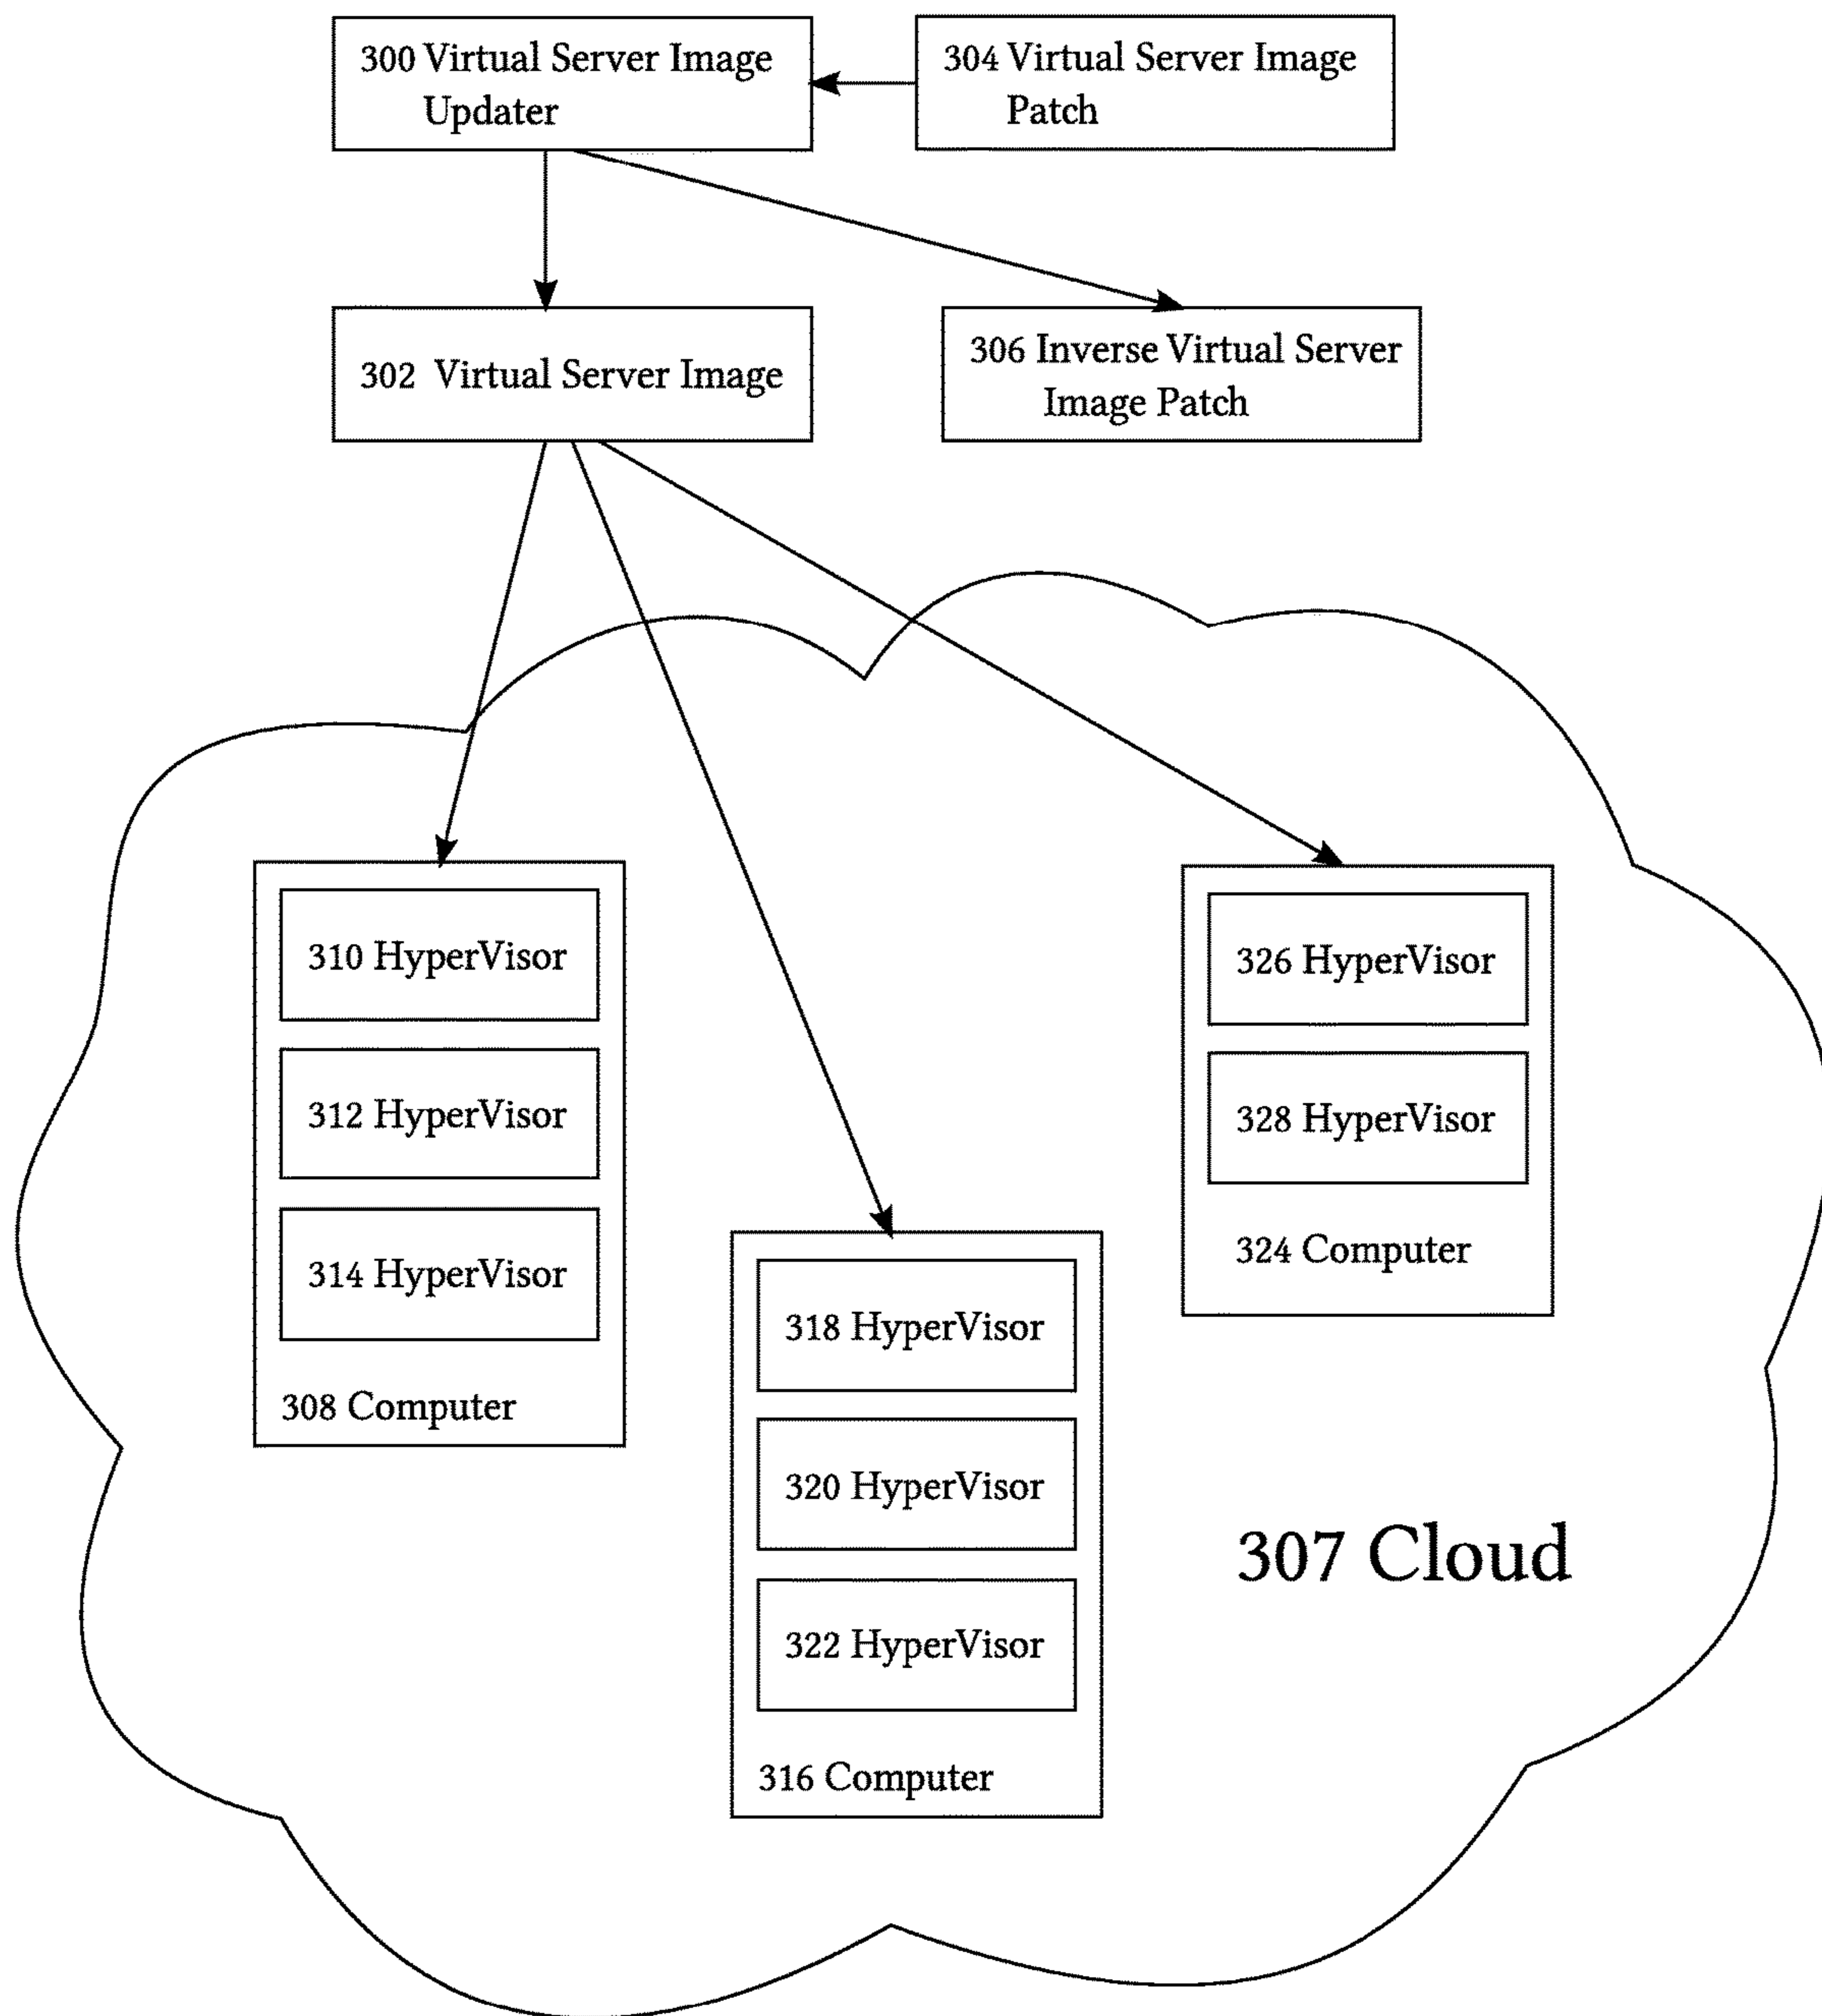 300 Virtual Server Image
Updater
304 Virtual Server Image
Patch
302 Virtual Server Image
306 Inverse Virtual Server
Image Patch
310 HyperVisor
312 HyperVisor
314 HyperVisor
308 Computer
318 HyperVisor
320 HyperVisor
322 HyperVisor
316 Computer
326 HyperVisor
328 HyperVisor
324 Computer
307 Cloud